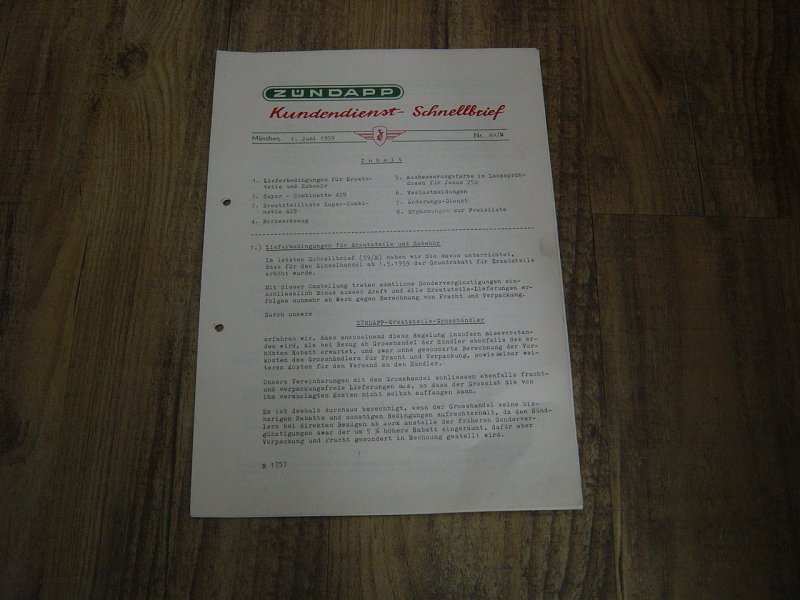 ZÜNDAPP
Kundendienst- Schnellbrief
München, 1. Juni 1959 Nr. 40/M
Inhalt
1. Lieferbedingungen für Ersatz-
teile und Zubehör
2. Super - Combinette 429
3. Ersatzteilliste Super-Combi-
nette 429
4. Bordwerkzeug
5. Ausbesserungsfarbe in Lacksprüh-
dosen für Janus 250
6. Verlustmeldungen
7. Änderungs-Dienst
8. Ergänzungen zur Preisliste
1.) Lieferbedingungen für Ersatzteile und Zubehör
Im letzten Schnellbrief (39/M) haben wir Sie davon unterrichtet,
dass für den Einzelhandel ab 1.5.1959 der Grundrabatt für Ersatzteile
erhöht wurde.
Mit dieser Umstellung traten sämtliche Sondervergünstigungen ein-
schliesslich Bonus ausser Kraft und alle Ersatzteile-Lieferungen er-
folgen nunmehr ab Werk gegen Berechnung von Fracht und Verpackung.
Durch unsere
ZÜNDAPP-Ersatzteile-Grosshändler
erfahren wir, dass anscheinend diese Regelung insofern missverstan-
den wird, als bei Bezug ab Grosshandel der Händler ebenfalls den er-
höhten Rabatt erwartet, und zwar ohne gesonderte Berechnung der Vor-
kosten des Grosshändlers für Fracht und Verpackung, sowie seiner wei-
teren Kosten für den Versand an den Händler.
Unsere Vereinbarungen mit dem Grosshandel schliessen ebenfalls fracht-
und verpackungsfreie Lieferungen aus, so dass der Grossist die von
ihm verauslagten Kosten nicht selbst auffangen kann.
Es ist deshalb durchaus berechtigt, wenn der Grosshandel seine bis-
herigen Rabatte und sonstigen Bedingungen aufrechterhält, da den Händ-
lern bei direkten Bezügen ab Werk anstelle der früheren Sonderver-
günstigungen zwar der um 5 % höhere Rabatt eingeräumt, dafür aber
Verpackung und Fracht gesondert in Rechnung gestellt wird.
R 1757